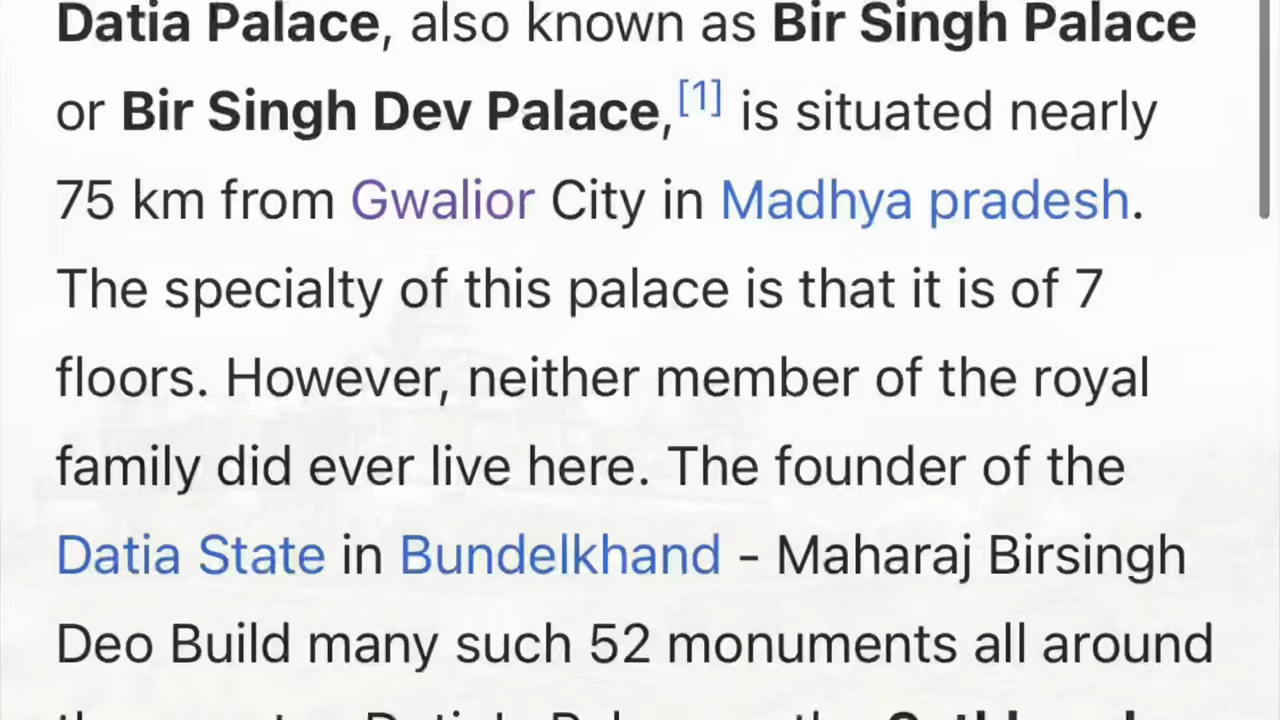 Datia Palace, also known as Bir Singh Palace
or Bir Singh Dev Palace,[1] is situated nearly
75 km from Gwalior City in Madhya pradesh.
The specialty of this palace is that it is of 7
floors. However, neither member of the royal
family did ever live here. The founder of the
Datia State in Bundelkhand - Maharaj Birsingh
Deo Build many such 52 monuments all around